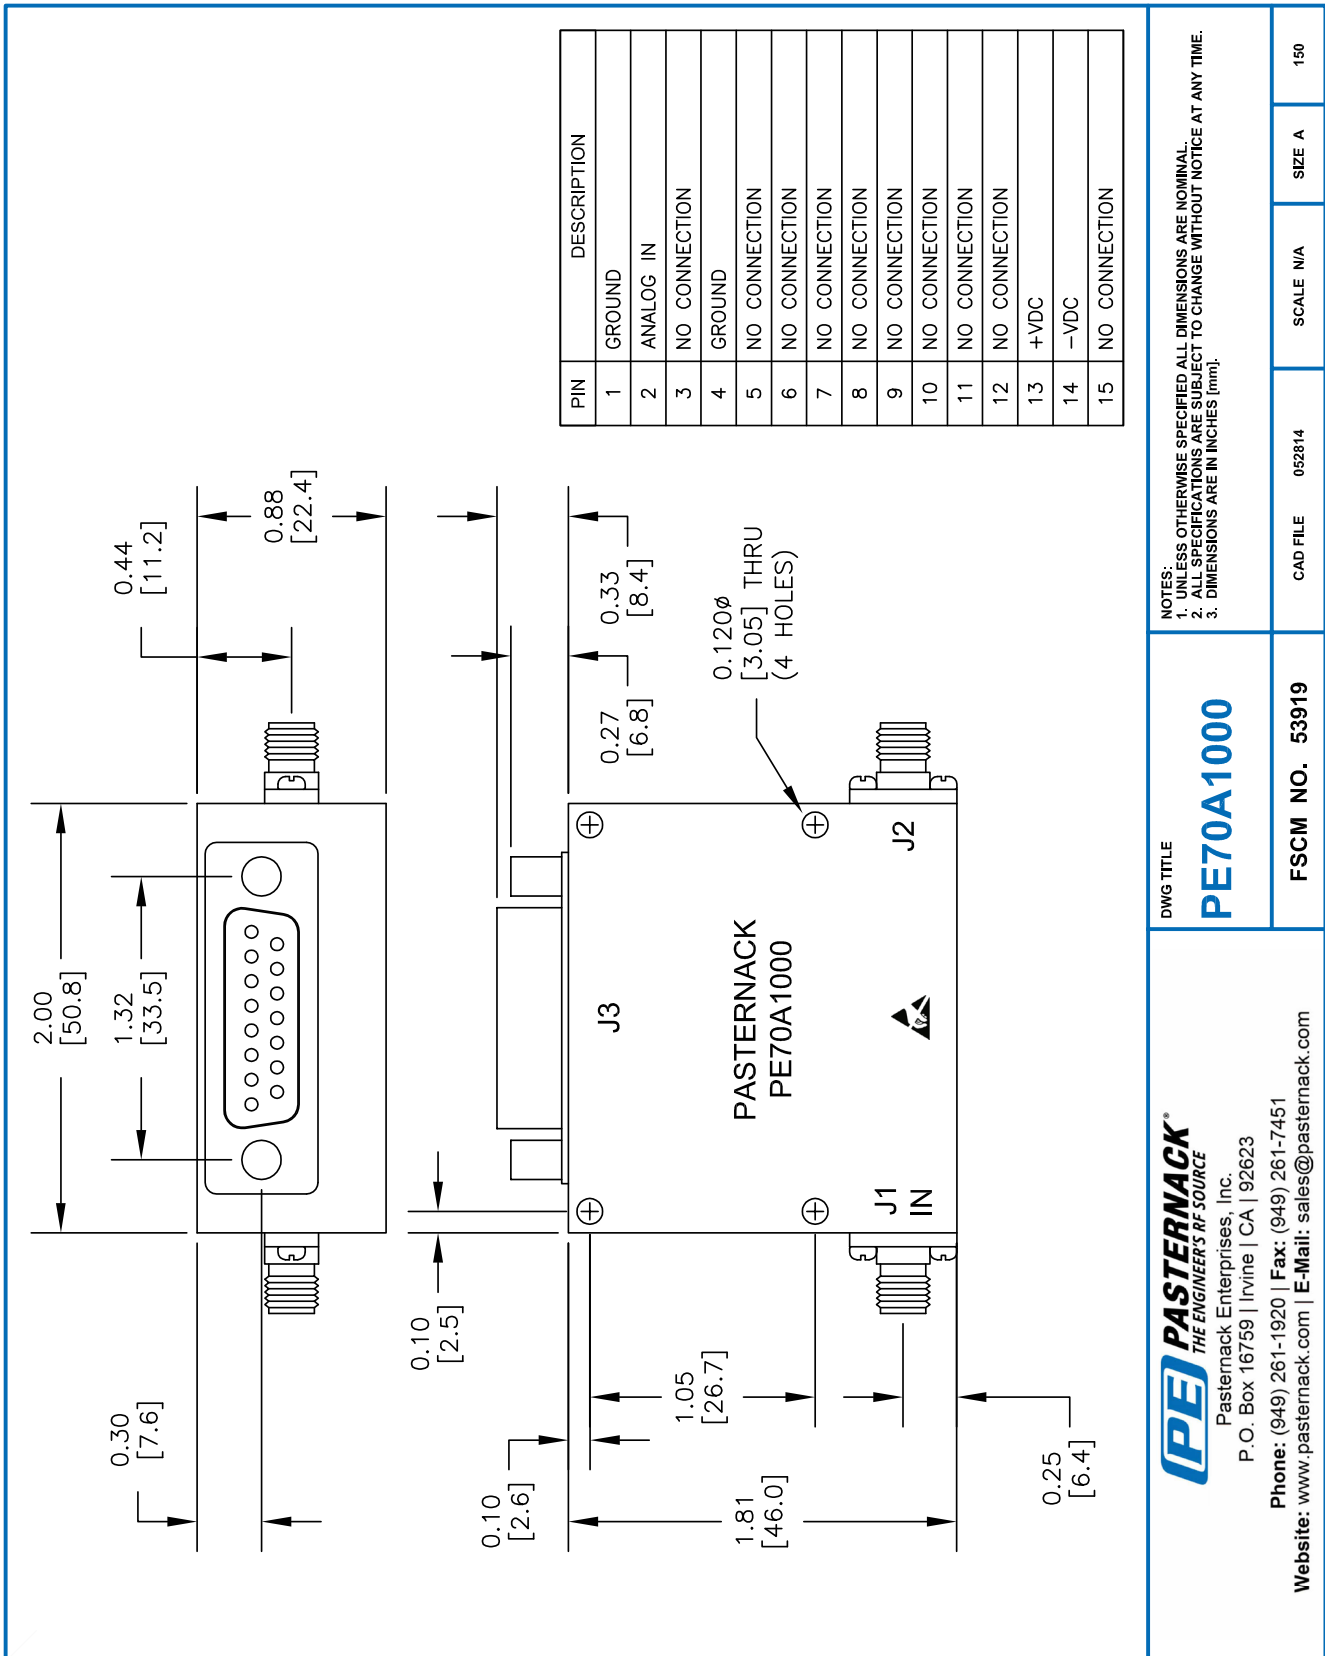 2.00
[50.8]
1.32
[33.5]
0.44
[11.2]
0.88
[22.4]
0.30
[7.6]
0.10
[2.5]
0.33
[8.4]
0.27
[6.8]
0.120ø
[3.05] THRU
(4 HOLES)
0.10
[2.6]
1.05
[26.7]
1.81
[46.0]
0.25
[6.4]
J3
PASTERNACK
PE70A1000
J1
IN
J2
PIN DESCRIPTION
1 GROUND
2 ANALOG IN
3 NO CONNECTION
4 GROUND
5 NO CONNECTION
6 NO CONNECTION
7 NO CONNECTION
8 NO CONNECTION
9 NO CONNECTION
10 NO CONNECTION
11 NO CONNECTION
12 NO CONNECTION
13 +VDC
14 −VDC
15 NO CONNECTION
PE PASTERNACK®
THE ENGINEER'S RF SOURCE
Pasternack Enterprises, Inc.
P.O. Box 16759 | Irvine | CA | 92623
Phone: (949) 261-1920 | Fax: (949) 261-7451
Website: www.pasternack.com | E-Mail: sales@pasternack.com
DWG TITLE
PE70A1000
FSCM NO. 53919
NOTES:
1. UNLESS OTHERWISE SPECIFIED ALL DIMENSIONS ARE NOMINAL.
2. ALL SPECIFICATIONS ARE SUBJECT TO CHANGE WITHOUT NOTICE AT ANY TIME.
3. DIMENSIONS ARE IN INCHES [mm].
CAD FILE 052814
SCALE N/A
SIZE A
150